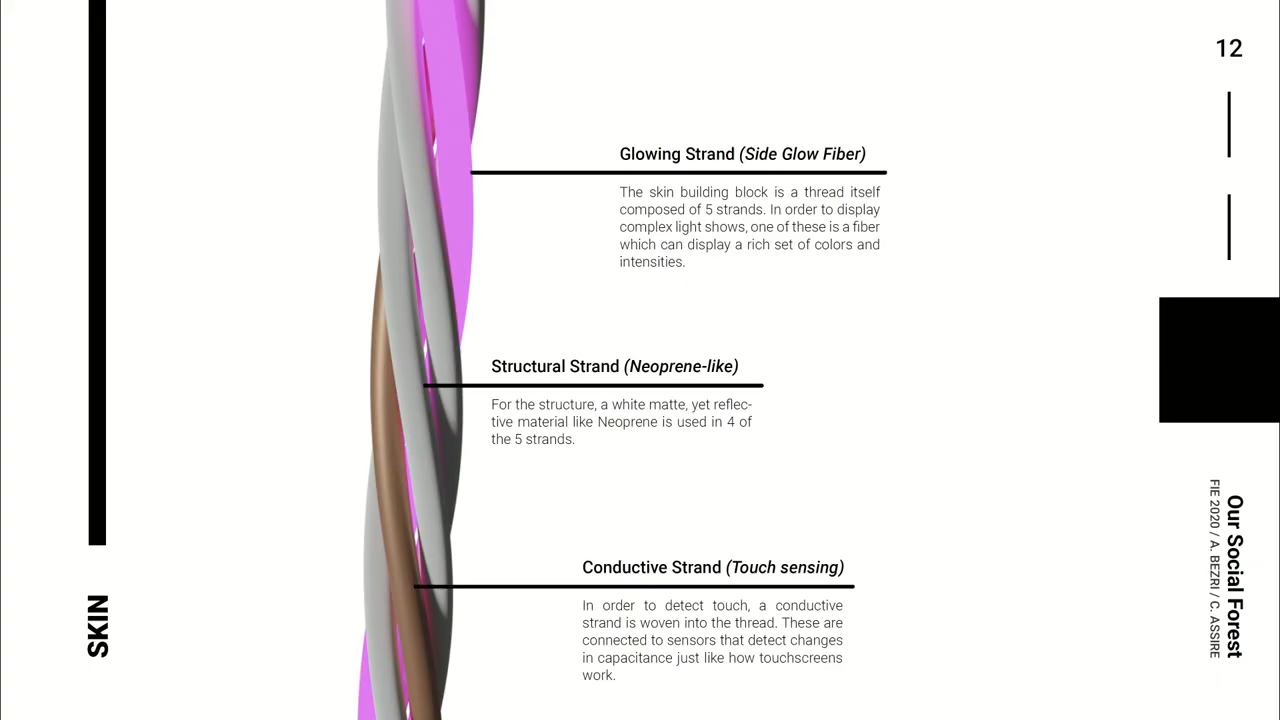 12
Glowing Strand (Side Glow Fiber)
The skin building block is a thread itself
composed of 5 strands. In order to display
complex light shows, one of these is a fiber
which can display a rich set of colors and
intensities.
Structural Strand (Neoprene-like)
For the structure, a white matte, yet reflec-
tive material like Neoprene is used in 4 of
the 5 strands.
Conductive Strand (Touch sensing)
In order to detect touch, a conductive
strand is woven into the thread. These are
connected to sensors that detect changes
in capacitance just like how touchscreens
work.
SKIN
Our Social Forest
FIE 2020 / A. BEZRI / C. ASSIRE